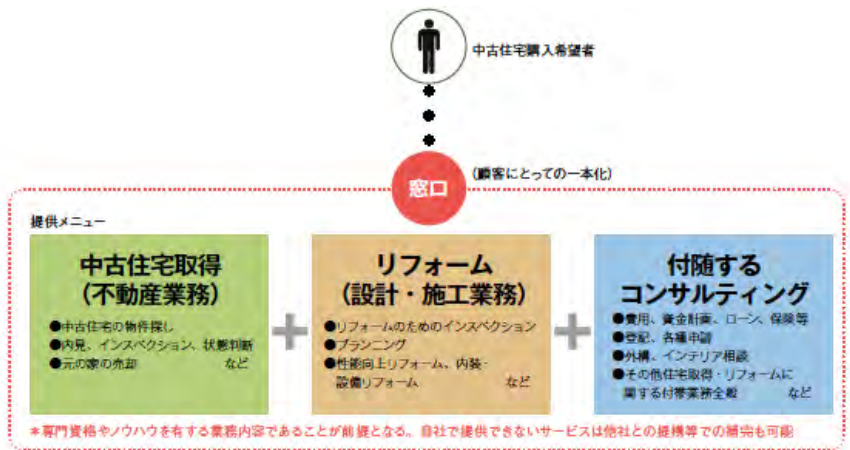 中古住宅購入希望者
窓口
(顧客にとっての一本化)
提供メニュー
中古住宅取得
(不動産業務)
●中古住宅の物件探し
●内見、インスペクション、状態判断
●元の家の売却 など
リフォーム
(設計・施工業務)
●リフォームのためのインスペクション
●プランニング
●性能向上リフォーム、内装・
設備リフォーム など
付随する
コンサルティング
●費用、資金計画、ローン、保険等
●登記、各種申請
●外構、インテリア相談
●その他住宅取得・リフォームに
関する付帯業務全般 など
＊専門資格やノウハウを有する業務内容であることが前提となる。自社で提供できないサービスは他社との提携等での補完も可能